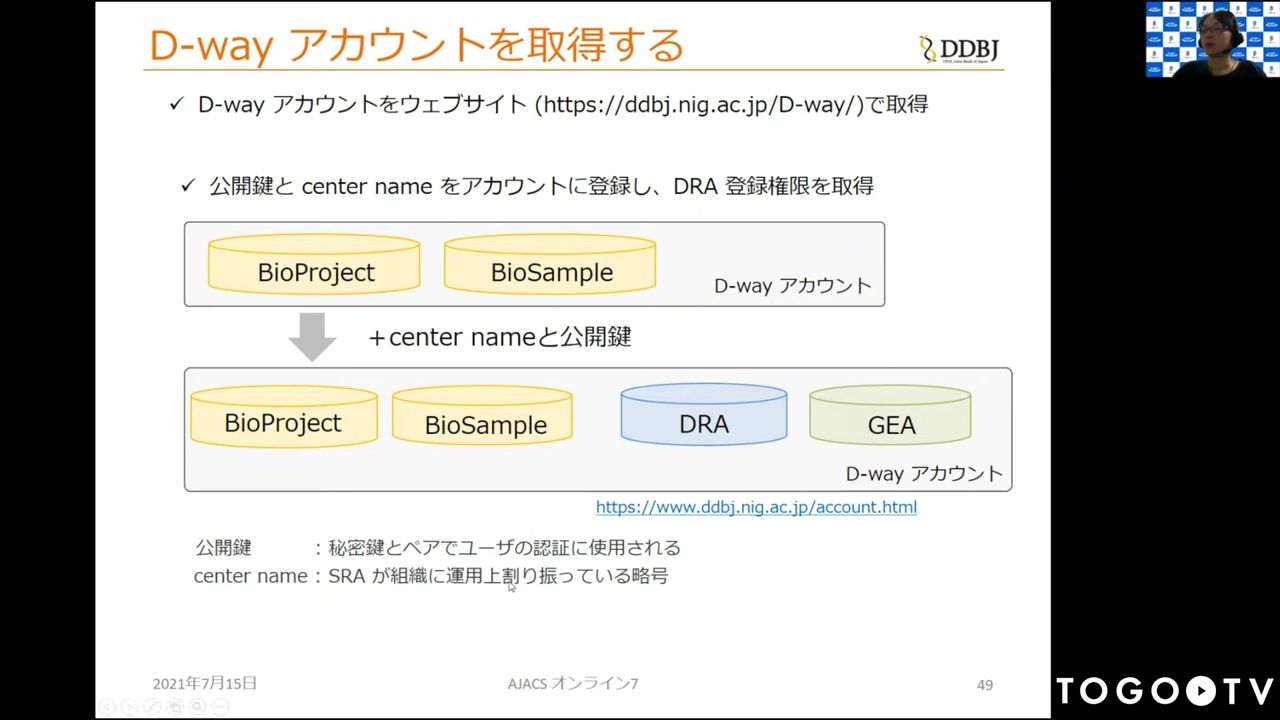 D-way アカウントを取得する
DDBJ
DNA Data Bank of Japan
✓ D-way アカウントをウェブサイト (https://ddbj.nig.ac.jp/D-way/)で取得
✓ 公開鍵と center name をアカウントに登録し、DRA 登録権限を取得
BioProject
BioSample
D-way アカウント
＋center nameと公開鍵
BioProject
BioSample
DRA
GEA
D-way アカウント
https://www.ddbj.nig.ac.jp/account.html
公開鍵 : 秘密鍵とペアでユーザの認証に使用される
center name : SRA が組織に運用上割り振っている略号
2021年7月15日
AJACS オンライン7
49
TOGO TV